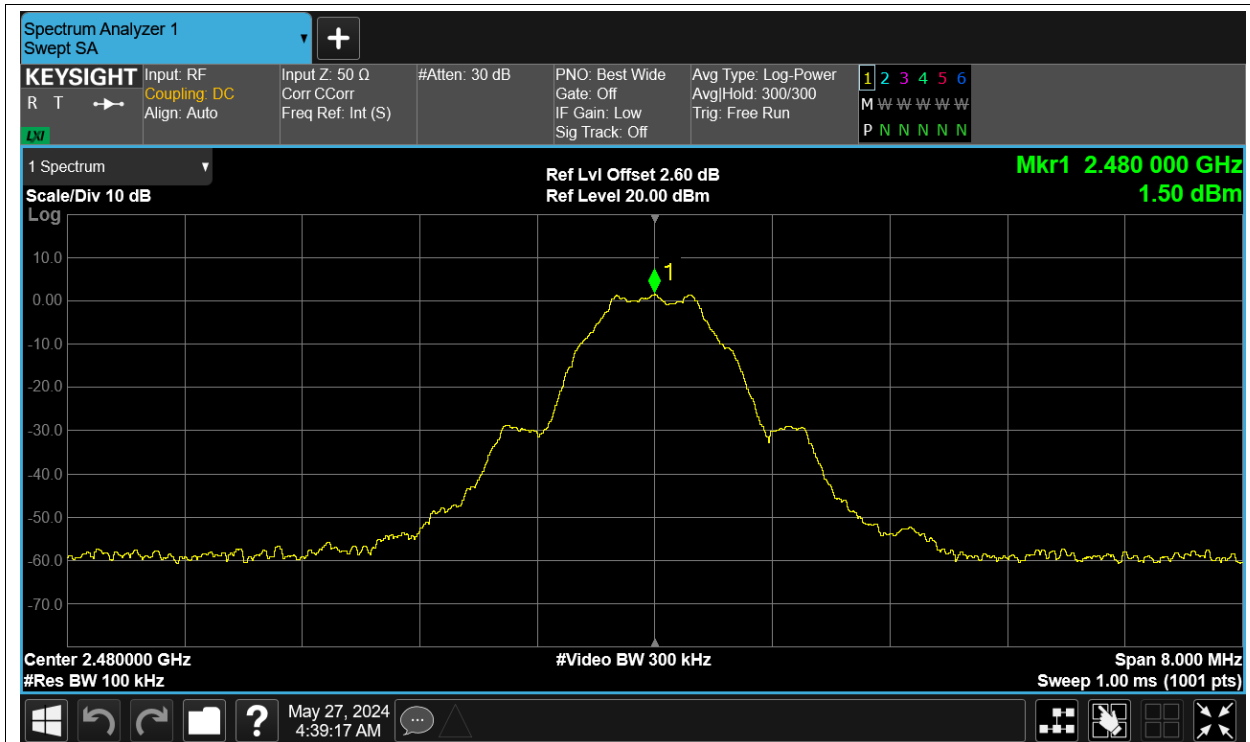 Spectrum Analyzer 1
Swept SA
+
KEYSIGHT
R T
LXI
Input: RF
Coupling: DC
Align: Auto
Input Z: 50 Ω
Corr CCorr
Freq Ref: Int (S)
#Atten: 30 dB
PNO: Best Wide
Gate: Off
IF Gain: Low
Sig Track: Off
Avg Type: Log-Power
Avg|Hold: 300/300
Trig: Free Run
1 2 3 4 5 6
M W W W W W
P N N N N N
1 Spectrum
Scale/Div 10 dB
Log
Ref Lvl Offset 2.60 dB
Ref Level 20.00 dBm
Mkr1 2.480 000 GHz
1.50 dBm
10.0
0.00
-10.0
-20.0
-30.0
-40.0
-50.0
-60.0
-70.0
1
Center 2.480000 GHz
#Res BW 100 kHz
#Video BW 300 kHz
Span 8.000 MHz
Sweep 1.00 ms (1001 pts)
?
May 27, 2024
4:39:17 AM